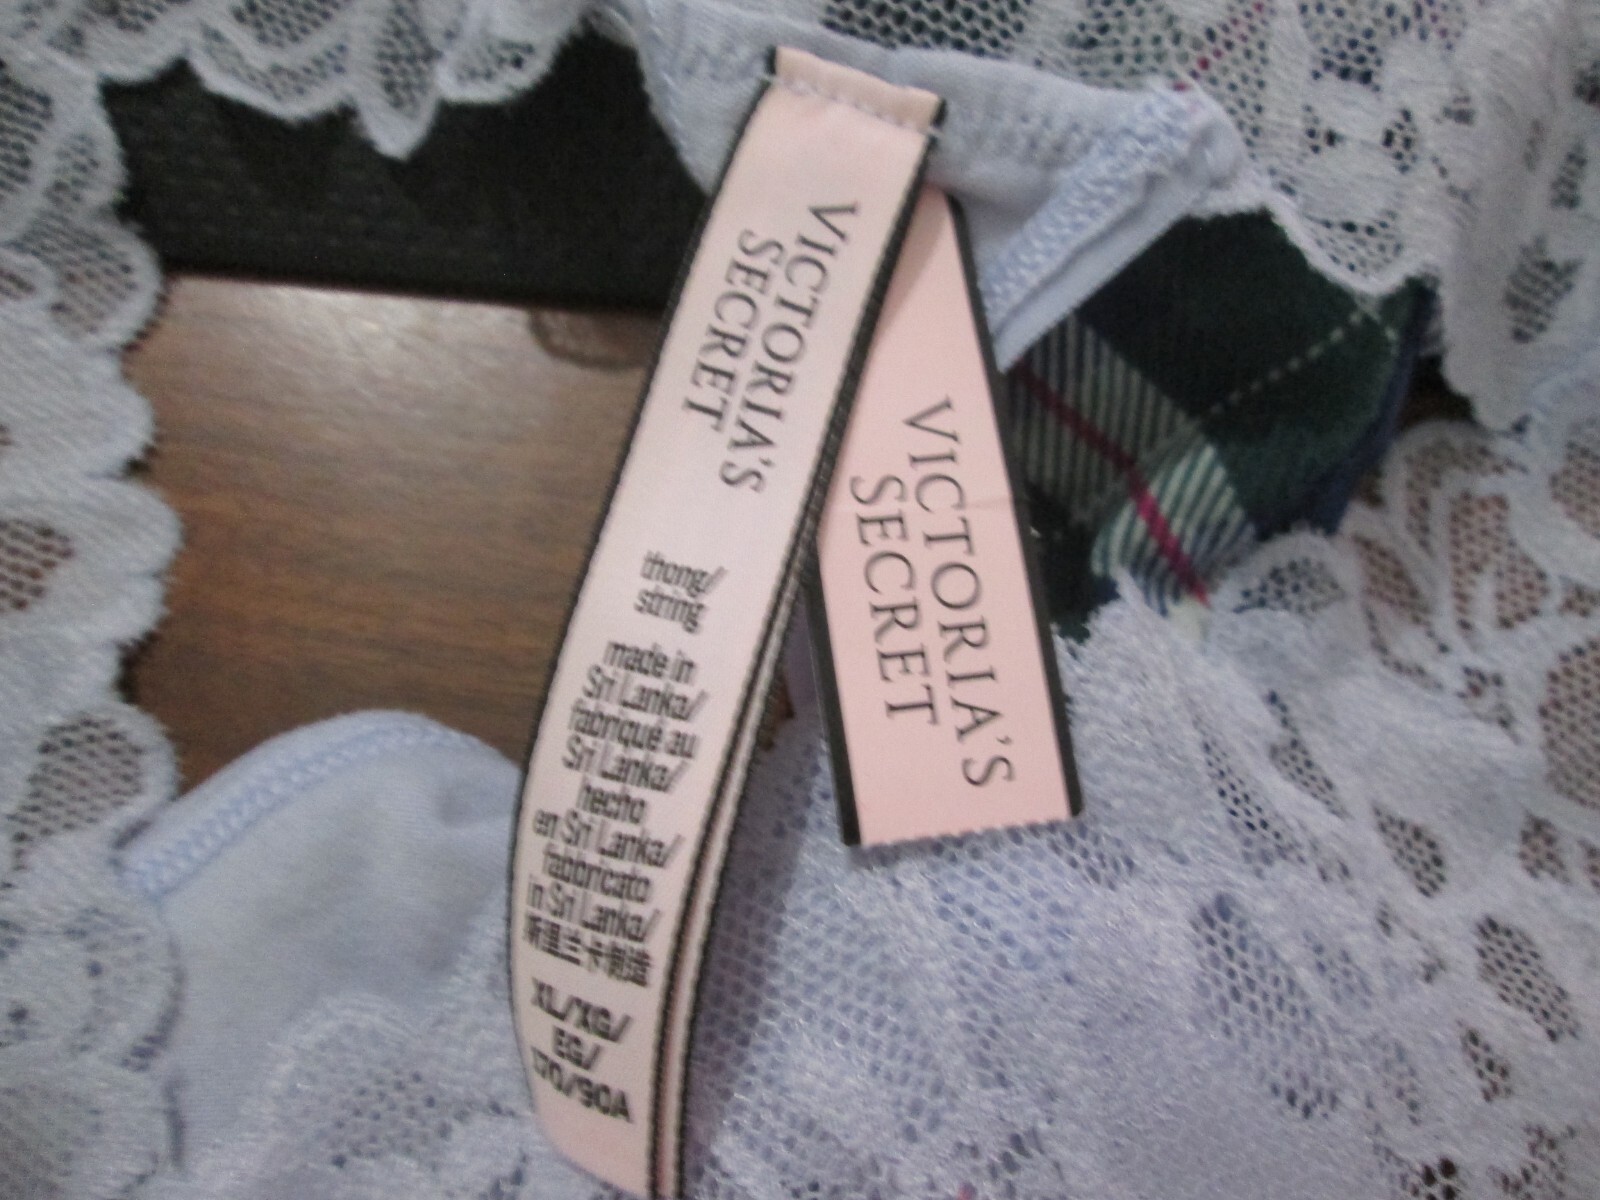 VICTORIA'S
SECRET
thong/
string
made in
Sri Lanka/
fabriqué au
Sri Lanka/
hecho
en Sri Lanka/
fabbricato
in Sri Lanka/
斯里兰卡制造
XL/XG/
EG/
170/90A
VICTORIA'S
SECRET